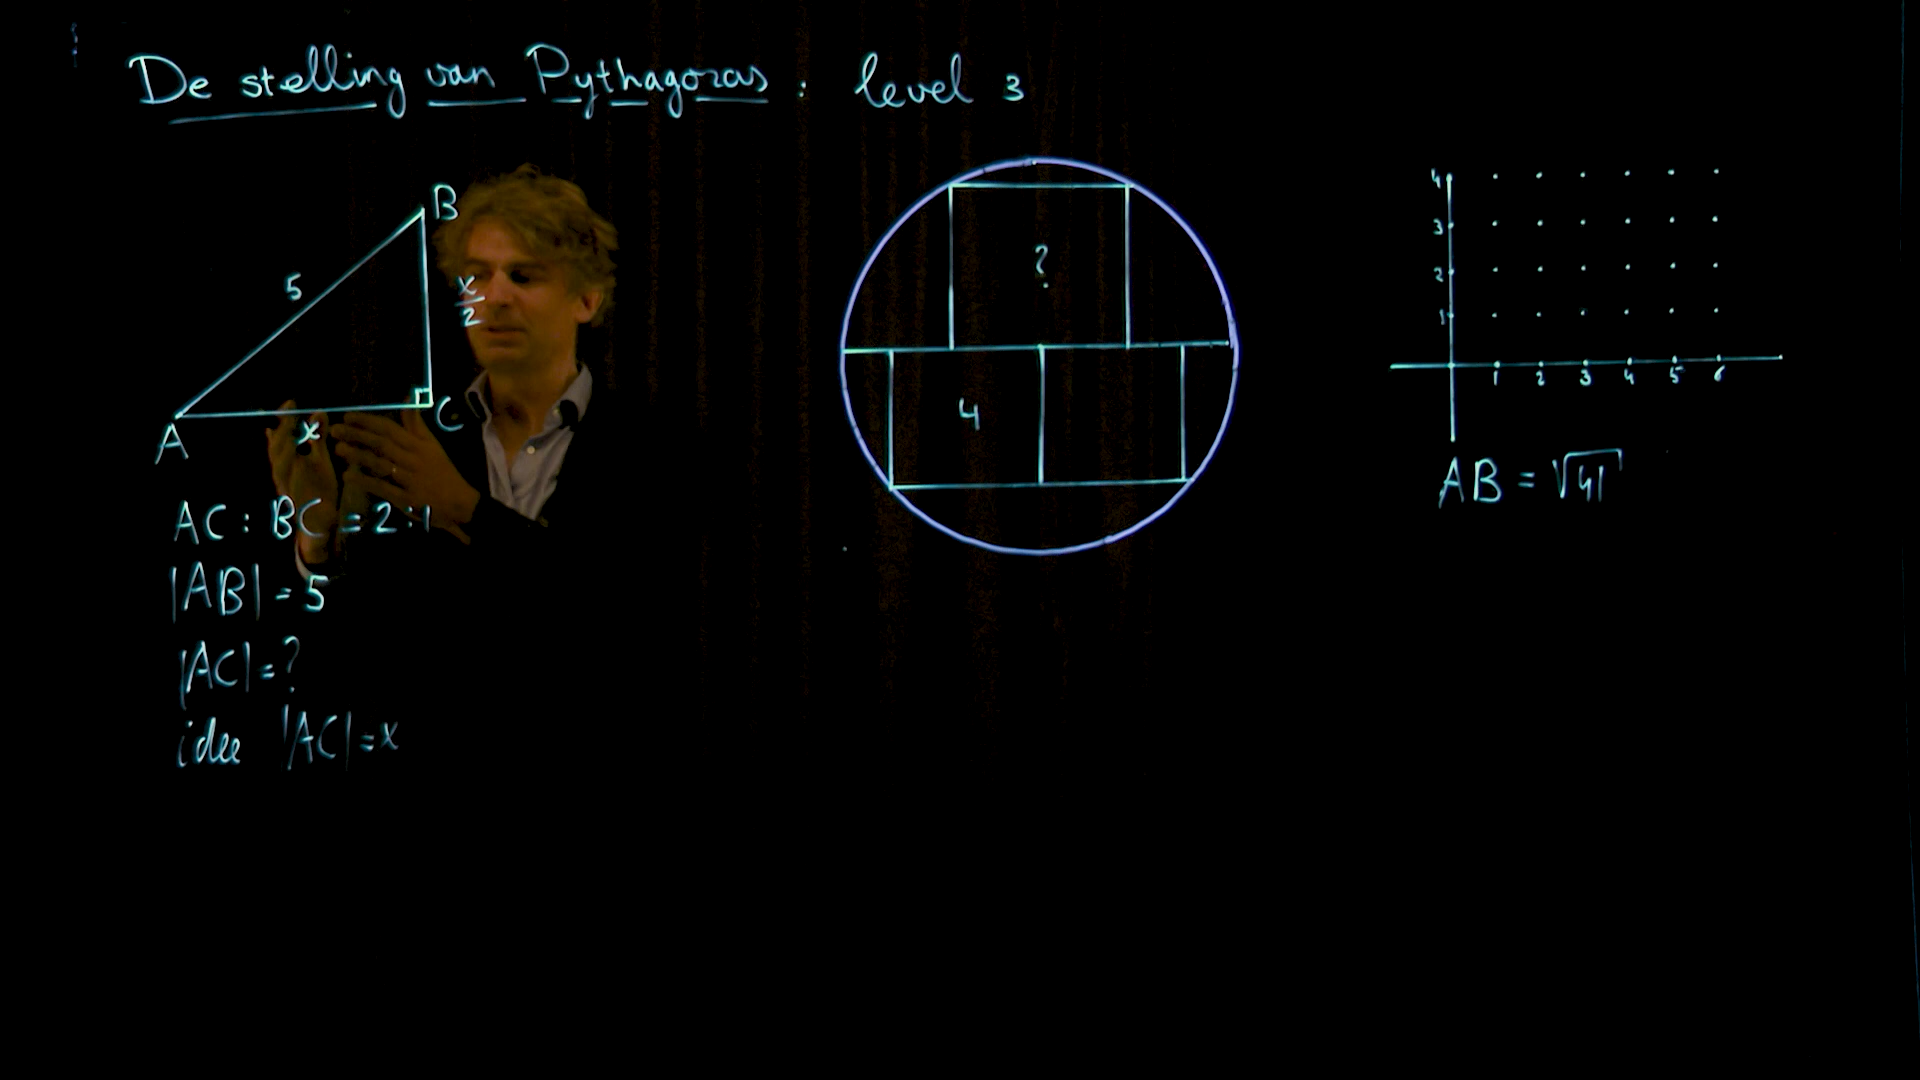 De stelling van Pythagoras : level 3
B
5
x
2
C
A
x
AC : BC = 2 : 1
|AB| = 5
|AC| = ?
idee |AC| = x
?
4
4
3
2
1
1 2 3 4 5 6
AB = √41